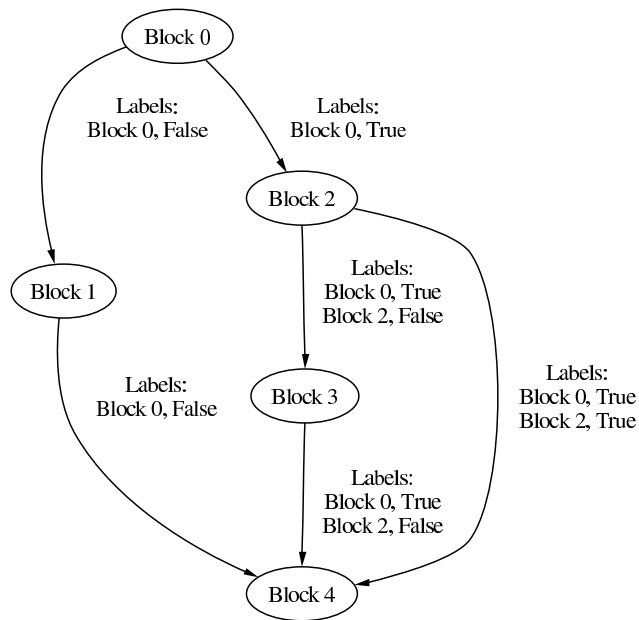 Block 0
Labels:
Block 0, False
Labels:
Block 0, True
Block 2
Labels:
Block 0, True
Block 2, False
Block 1
Labels:
Block 0, False
Block 3
Labels:
Block 0, True
Block 2, True
Labels:
Block 0, True
Block 2, False
Block 4